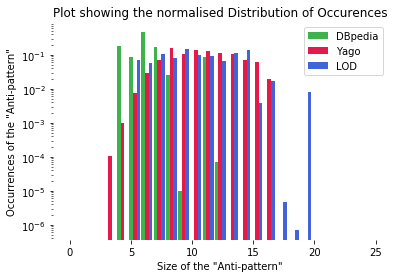 Plot showing the normalised Distribution of Occurences
DBpedia
Yago
LOD
Occurrences of the "Anti-pattern"
10⁻¹
10⁻²
10⁻³
10⁻⁴
10⁻⁵
10⁻⁶
0 5 10 15 20 25
Size of the "Anti-pattern"